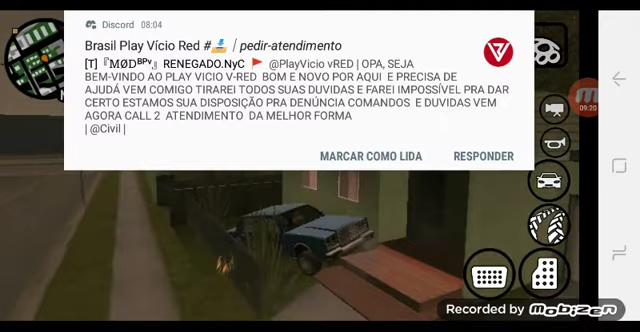 Discord 08:04
Brasil Play Vício Red #📥 / pedir-atendimento
[T]『MØDᴮᴾᵛ』RENEGADO.NyC 🚩 @PlayVicio vRED | OPA, SEJA
BEM-VINDO AO PLAY VICIO V-RED BOM E NOVO POR AQUI E PRECISA DE
AJUDÁ VEM COMIGO TIRAREI TODOS SUAS DUVIDAS E FAREI IMPOSSÍVEL PRA DAR
CERTO ESTAMOS SUA DISPOSIÇÃO PRA DENÚNCIA COMANDOS E DUVIDAS VEM
AGORA CALL 2 ATENDIMENTO DA MELHOR FORMA
| @Civil |
MARCAR COMO LIDA RESPONDER
09:20
Recorded by Mobizen